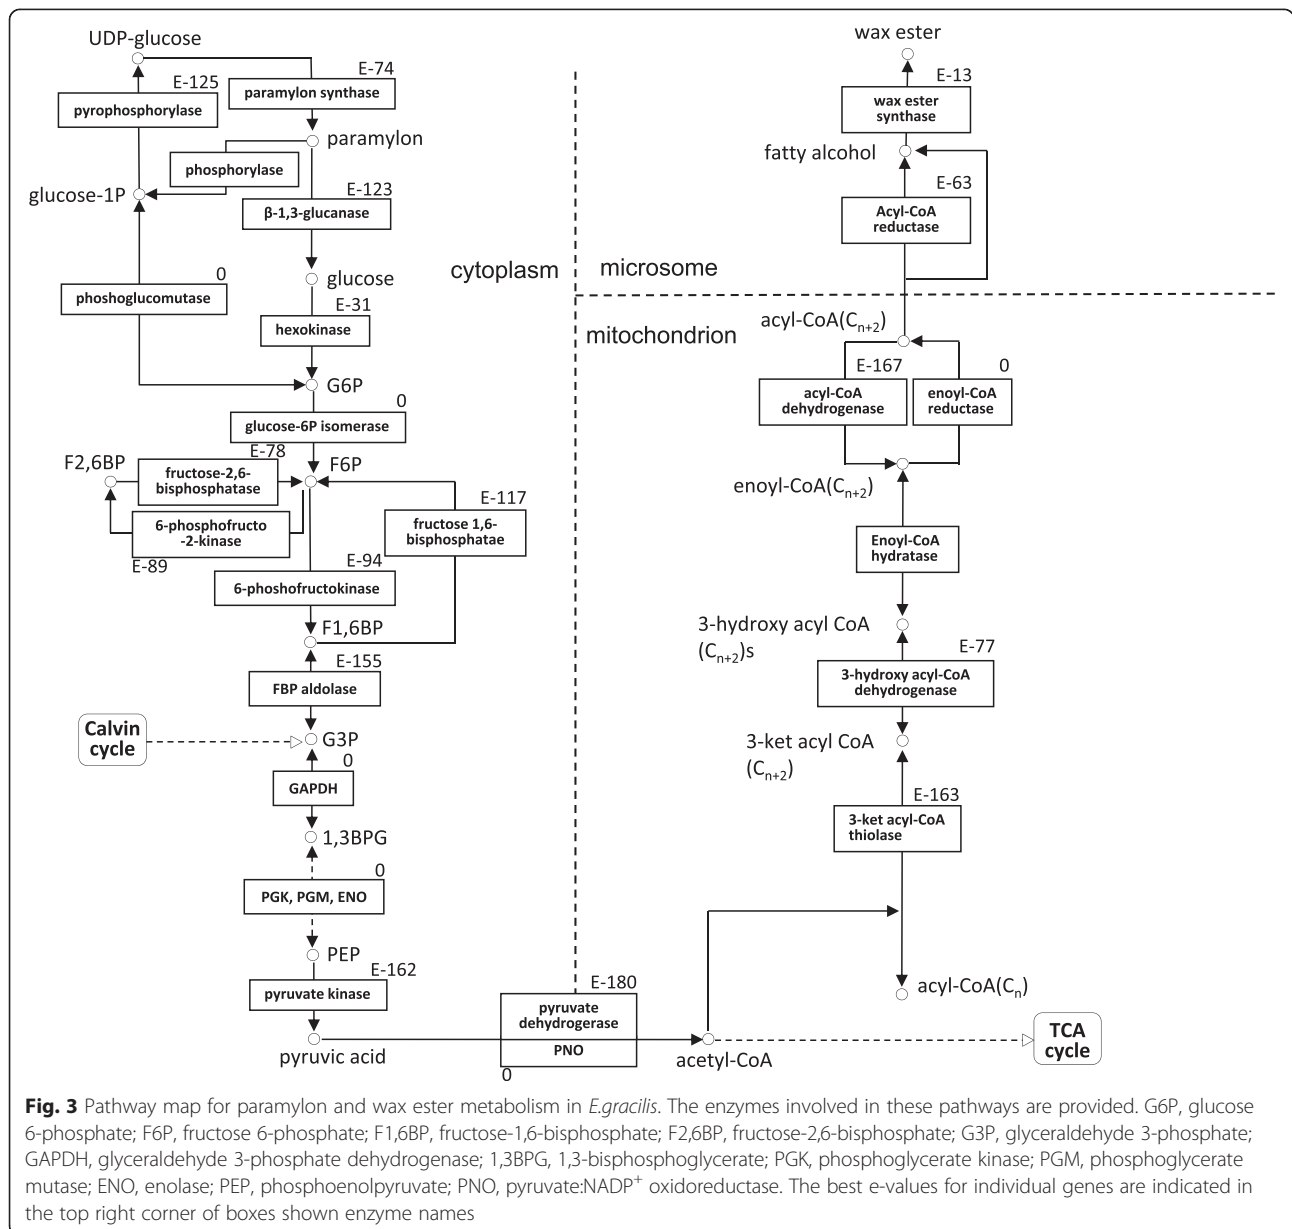 UDP-glucose
E-125
pyrophosphorylase
E-74
paramylon synthase
paramylon
phosphorylase
glucose-1P
E-123
β-1,3-glucanase
glucose
0
phoshoglucomutase
E-31
hexokinase
G6P
0
glucose-6P isomerase
E-78
F2,6BP
fructose-2,6-
bisphosphatase
F6P
6-phosphofructo
-2-kinase
E-89
E-117
fructose 1,6-
bisphosphatae
E-94
6-phoshofructokinase
F1,6BP
E-155
FBP aldolase
Calvin
cycle
G3P
0
GAPDH
1,3BPG
0
PGK, PGM, ENO
PEP
E-162
pyruvate kinase
pyruvic acid
E-180
pyruvate
dehydrogerase
PNO
0
acetyl-CoA
TCA
cycle
cytoplasm
microsome
mitochondrion
wax ester
E-13
wax ester
synthase
fatty alcohol
E-63
Acyl-CoA
reductase
acyl-CoA(Cn+2)
E-167
acyl-CoA
dehydrogenase
0
enoyl-CoA
reductase
enoyl-CoA(Cn+2)
Enoyl-CoA
hydratase
3-hydroxy acyl CoA
(Cn+2)s
E-77
3-hydroxy acyl-CoA
dehydrogenase
3-ket acyl CoA
(Cn+2)
E-163
3-ket acyl-CoA
thiolase
acyl-CoA(Cn)
Fig. 3 Pathway map for paramylon and wax ester metabolism in E.gracilis. The enzymes involved in these pathways are provided. G6P, glucose
6-phosphate; F6P, fructose 6-phosphate; F1,6BP, fructose-1,6-bisphosphate; F2,6BP, fructose-2,6-bisphosphate; G3P, glyceraldehyde 3-phosphate;
GAPDH, glyceraldehyde 3-phosphate dehydrogenase; 1,3BPG, 1,3-bisphosphoglycerate; PGK, phosphoglycerate kinase; PGM, phosphoglycerate
mutase; ENO, enolase; PEP, phosphoenolpyruvate; PNO, pyruvate:NADP+ oxidoreductase. The best e-values for individual genes are indicated in
the top right corner of boxes shown enzyme names